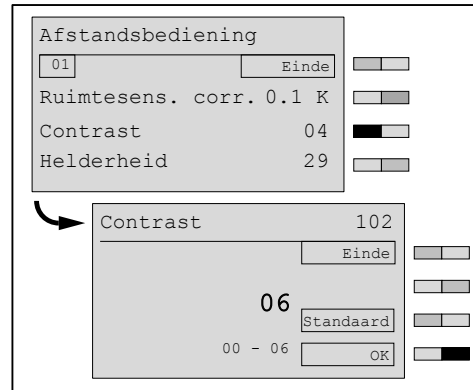 Afstandsbediening
01 Einde
Ruimtesens. corr. 0.1 K
Contrast 04
Helderheid 29
Contrast 102
Einde
06
Standaard
00 - 06 OK